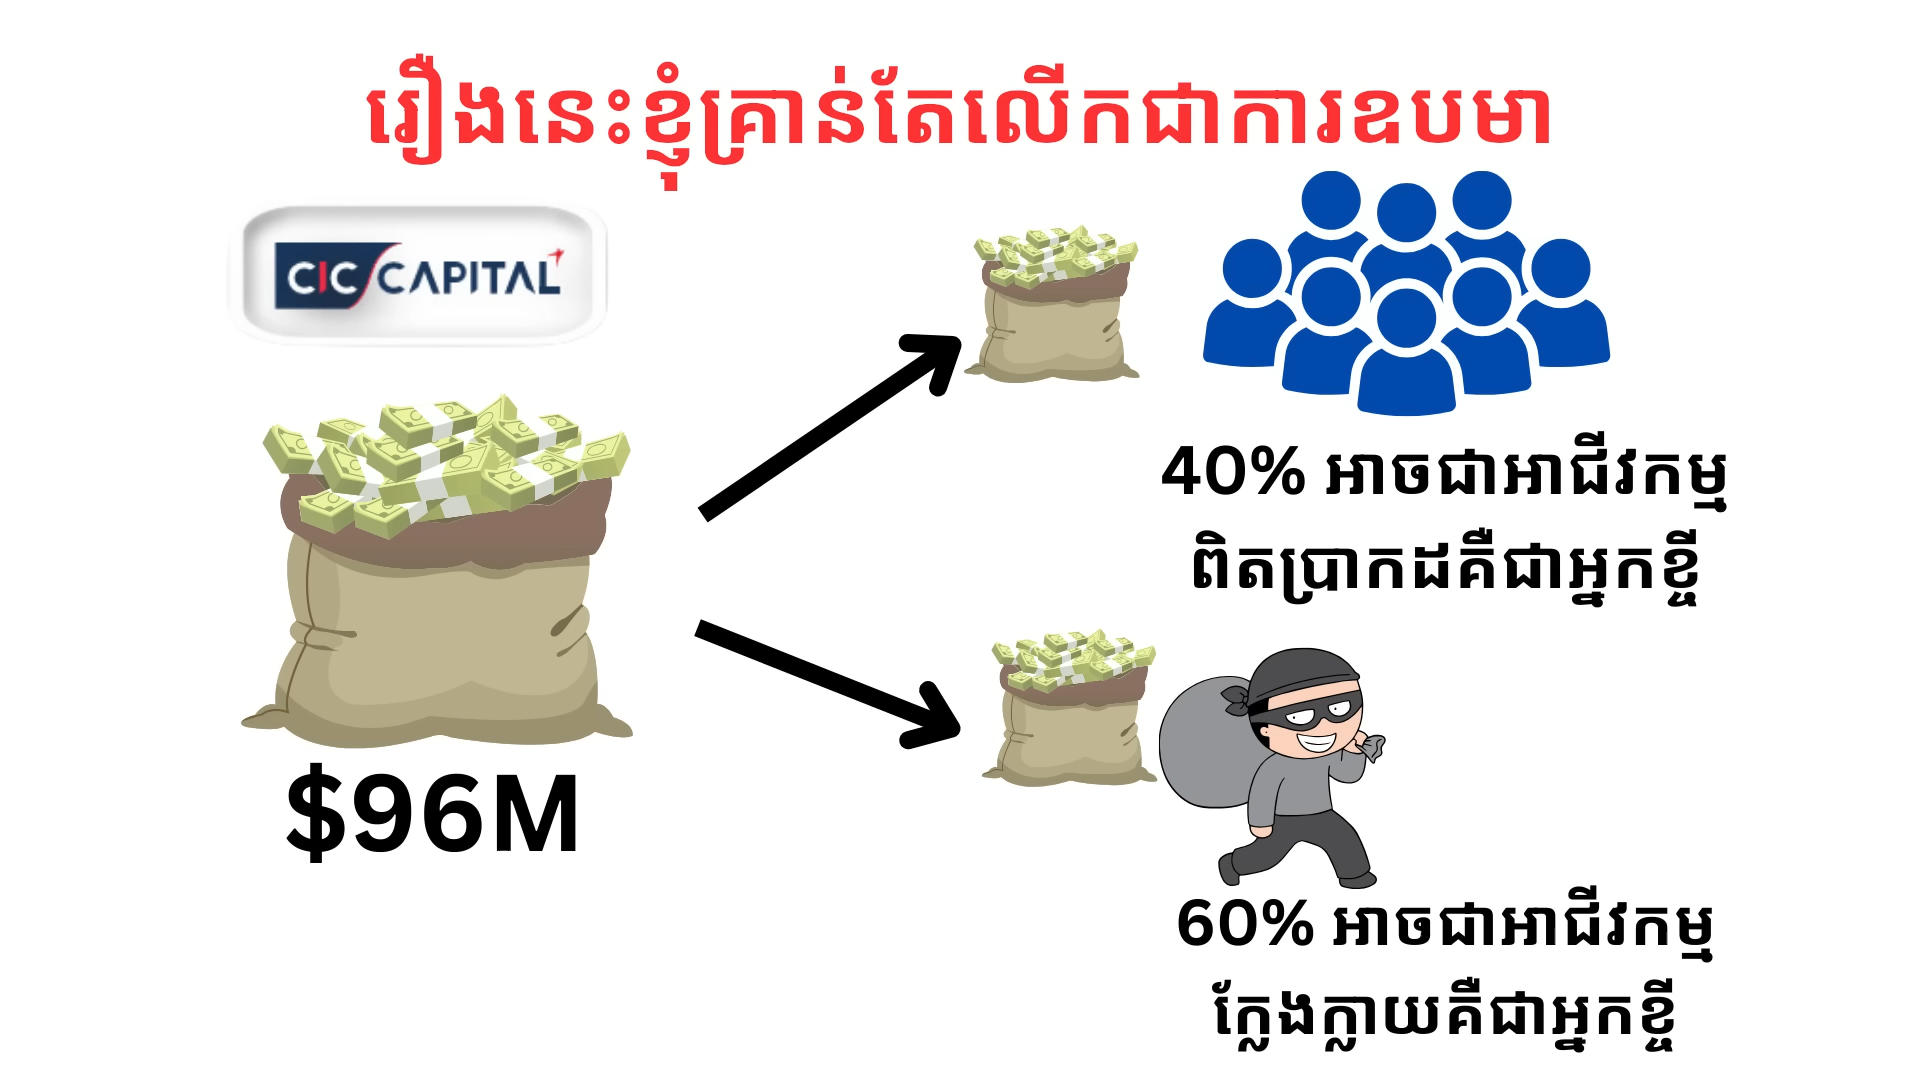 រឿងនេះខ្ញុំគ្រាន់តែលើកជាការឧបមា
CIC CAPITAL
$96M
40% អាចជាអាជីវកម្ម
ពិតប្រាកដគឺជាអ្នកខ្ចី
60% អាចជាអាជីវកម្ម
ក្លែងក្លាយគឺជាអ្នកខ្ចី